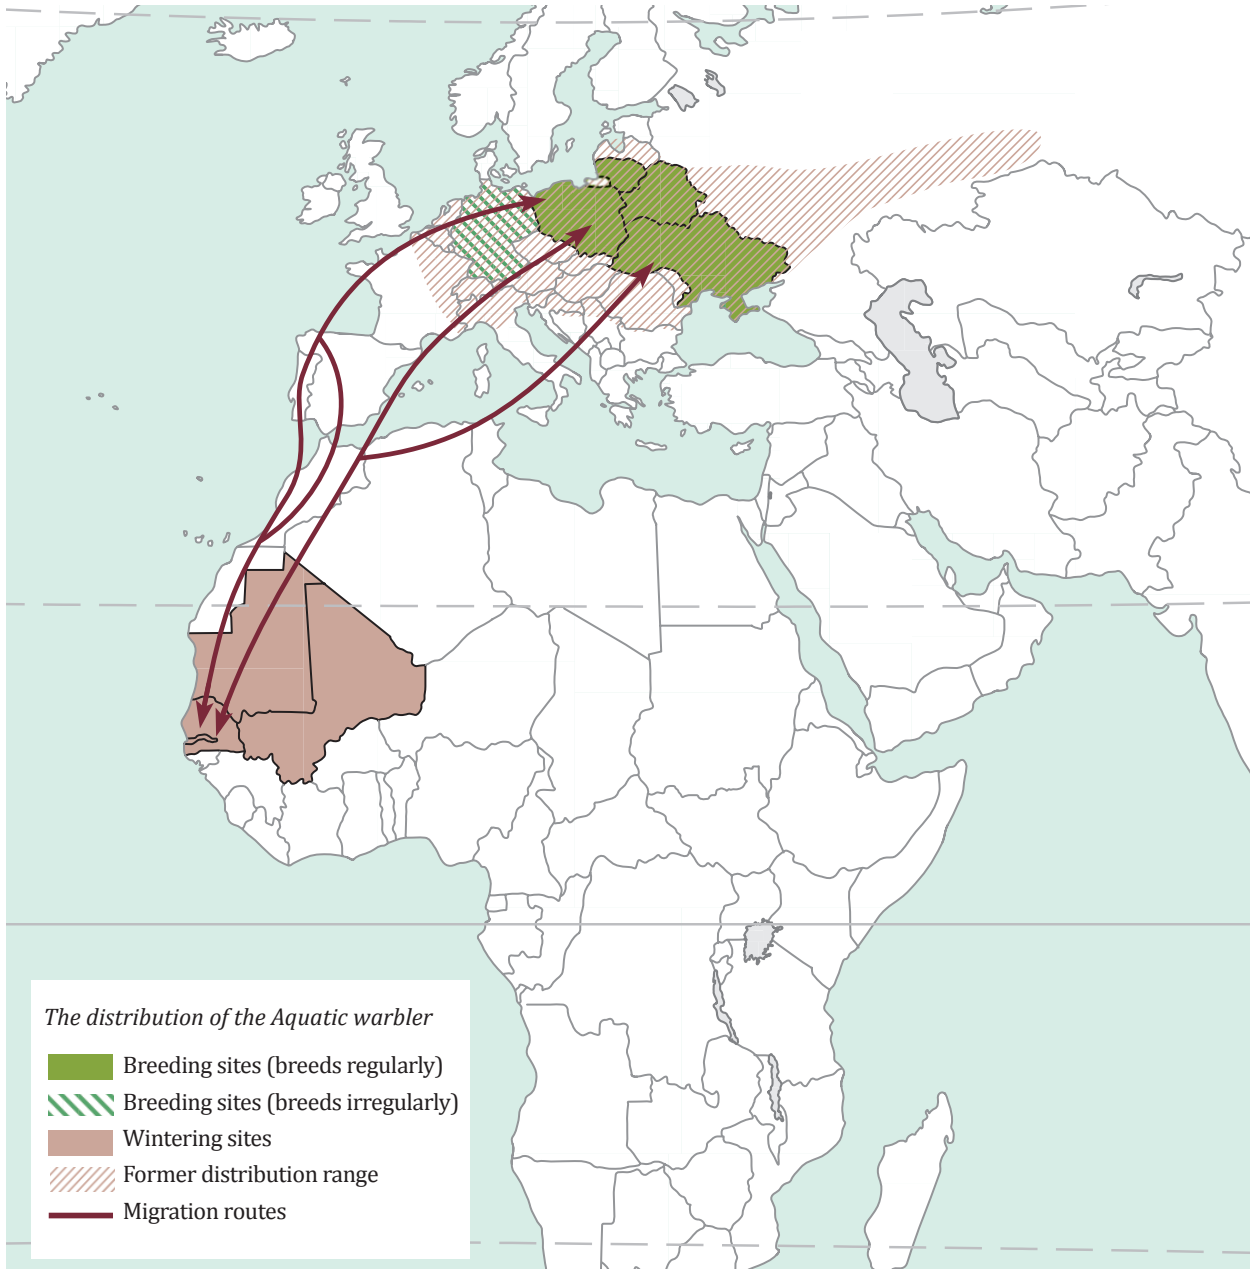 The distribution of the Aquatic warbler
Breeding sites (breeds regularly)
Breeding sites (breeds irregularly)
Wintering sites
Former distribution range
Migration routes